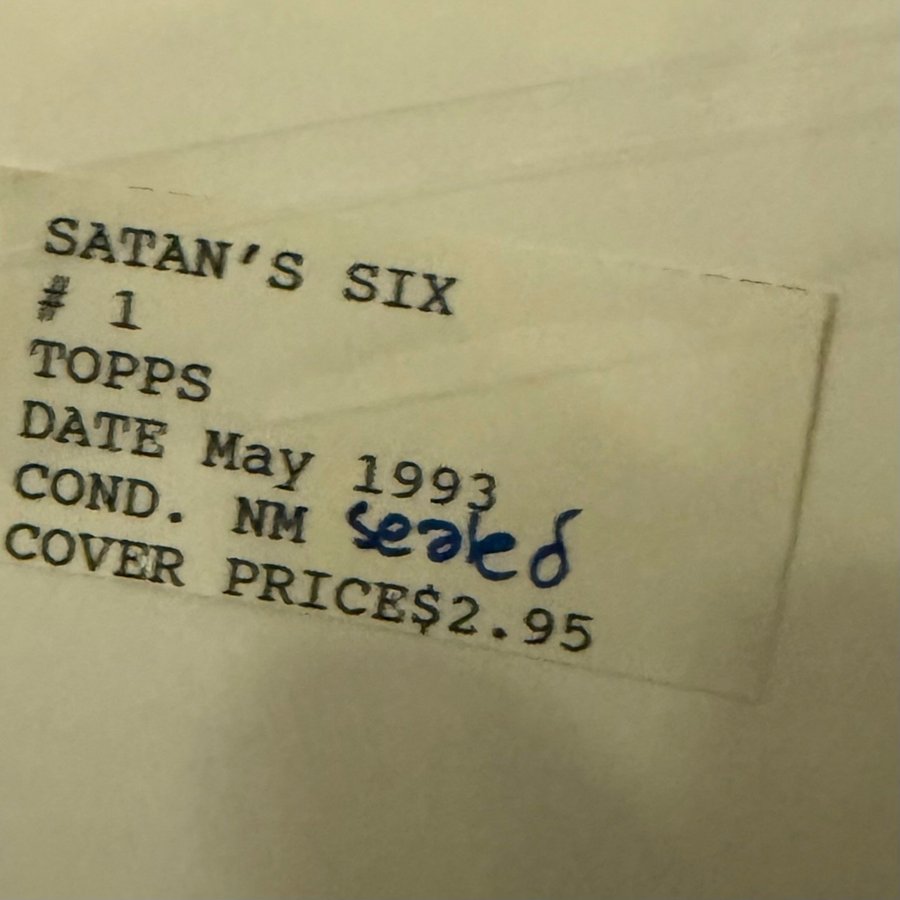 SATAN'S SIX
# 1
TOPPS
DATE May 1993
COND. NM sealed
COVER PRICE$2.95